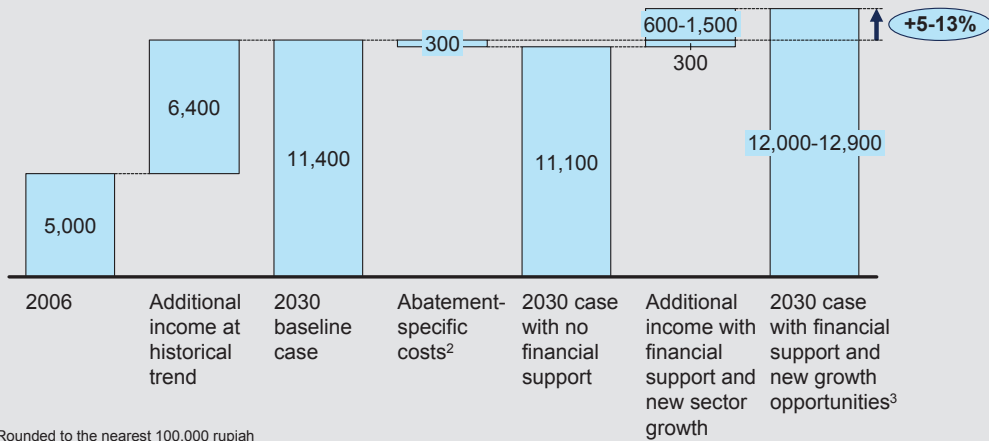 600-1,500
+5-13%
300
300
6,400
11,400
11,100
12,000-12,900
5,000
2006
Additional
income at
historical
trend
2030
baseline
case
Abatement-
specific
costs²
2030 case
with no
financial
support
Additional
income with
financial
support and
new sector
growth
2030 case
with financial
support and
new growth
opportunities³
Rounded to the nearest 100,000 rupiah